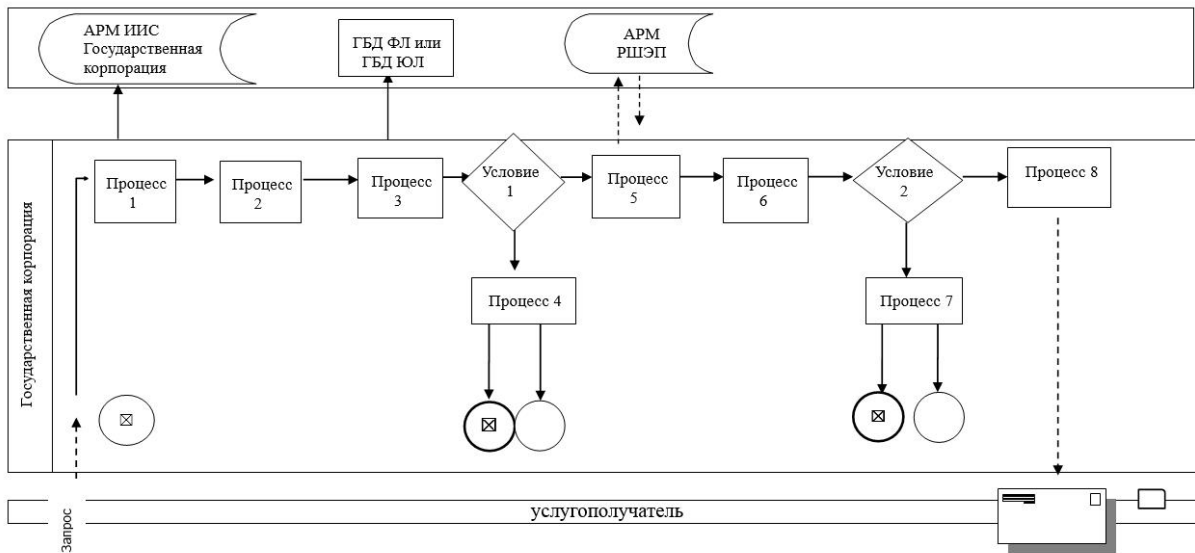 АРМ ИИС
Государственная
корпорация
ГБД ФЛ или
ГБД ЮЛ
АРМ
РШЭП
Государственная корпорация
Процесс
1
Процесс
2
Процесс
3
Условие
1
Процесс
5
Процесс
6
Условие
2
Процесс 8
Процесс 4
Процесс 7
Запрос
услугополучатель